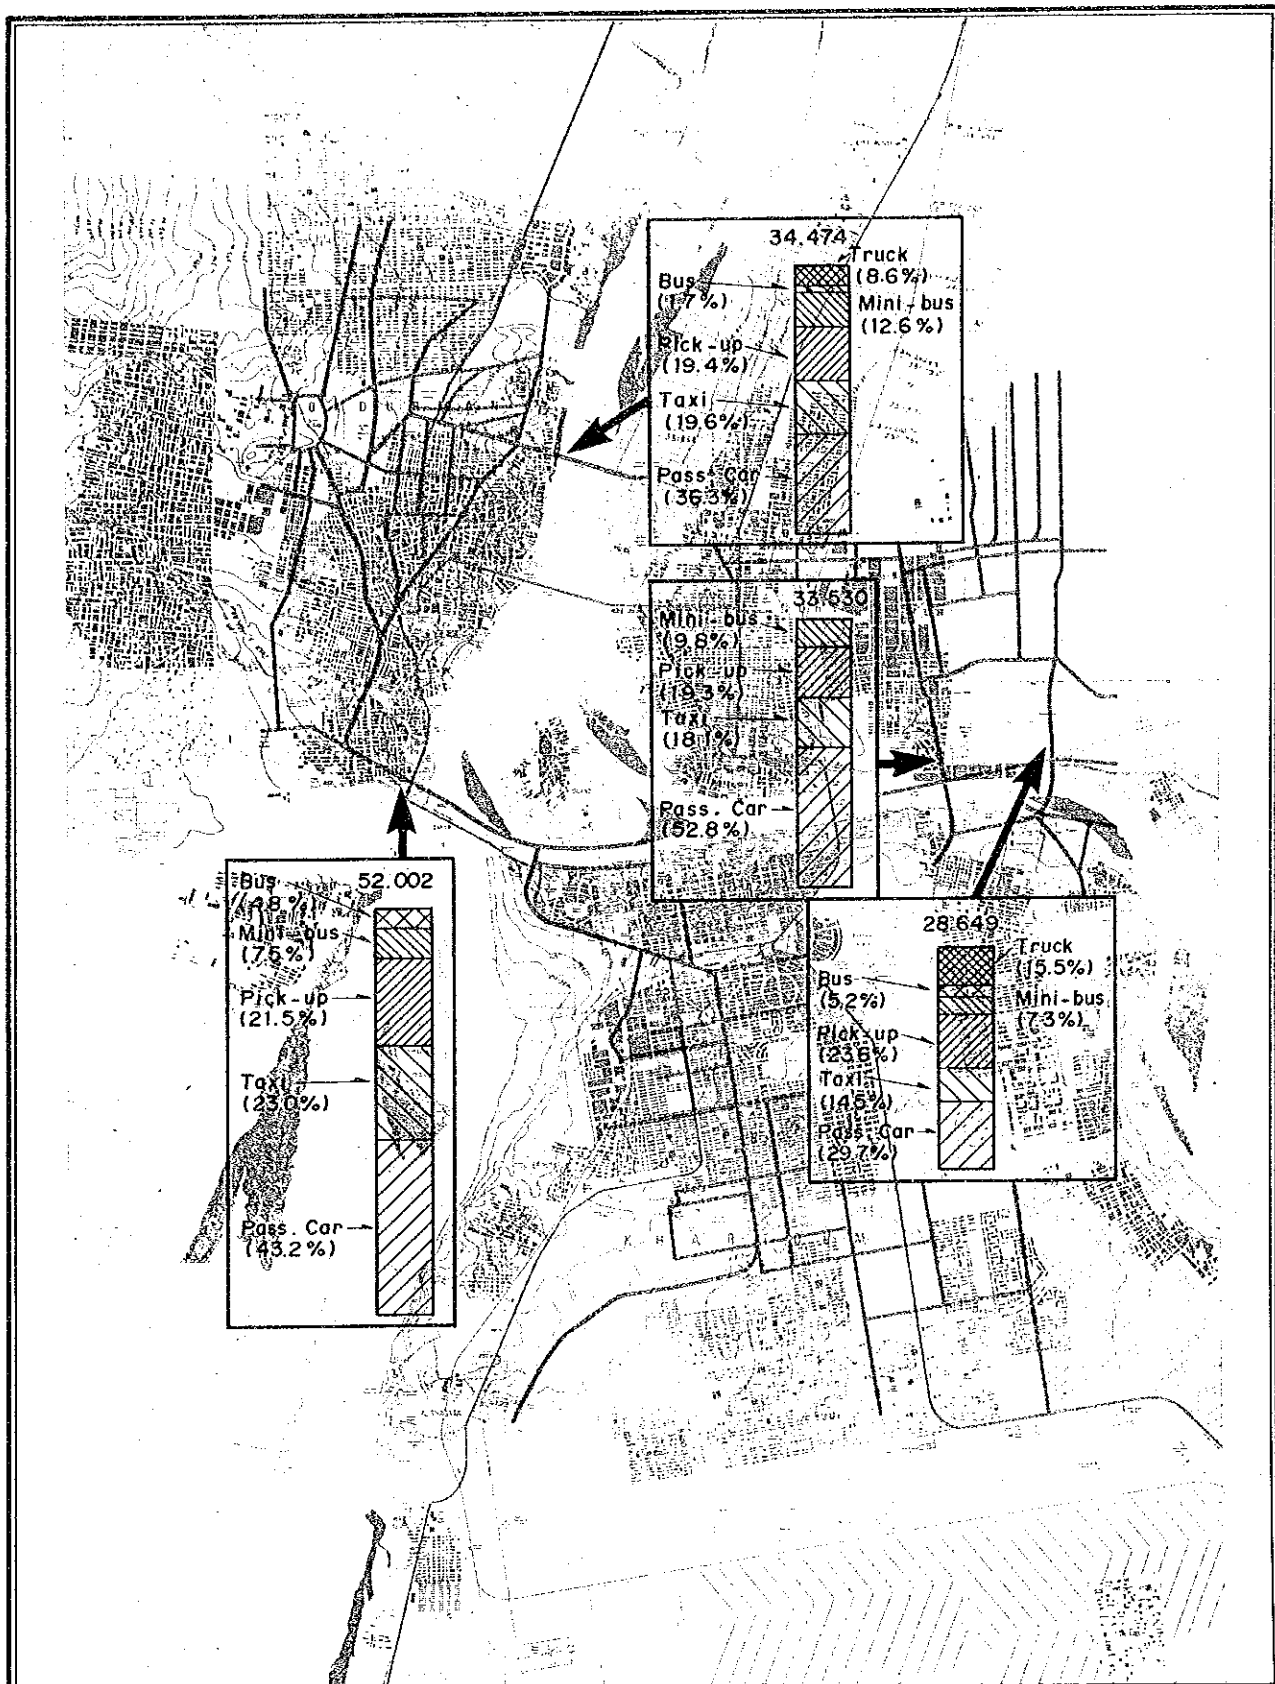 34.474
Truck
(8.6%)
Bus
(1.7%)
Mini-bus
(12.6%)
Pick-up
(19.4%)
Taxi
(19.6%)
Pass. Car
(36.3%)
O M D U R M A N
33.530
Mini-bus
(9.8%)
Pick-up
(19.3%)
Taxi
(18.1%)
Pass. Car
(52.8%)
Bus
(4.8%)
52.002
Mini-bus
(7.5%)
Pick-up
(21.5%)
Taxi
(23.0%)
Pass. Car
(43.2%)
28.649
Truck
(15.5%)
Bus
(5.2%)
Mini-bus
(7.3%)
Pick-up
(23.6%)
Taxi
(14.5%)
Pass. Car
(29.7%)
K H A R T O U M